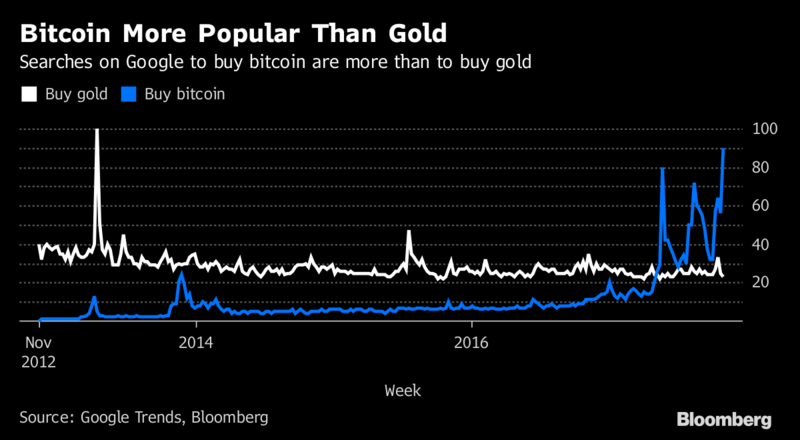 Bitcoin More Popular Than Gold
Searches on Google to buy bitcoin are more than to buy gold
Buy gold Buy bitcoin
100
80
60
40
20
Nov 2014 2016
2012
Week
Source: Google Trends, Bloomberg
Bloomberg